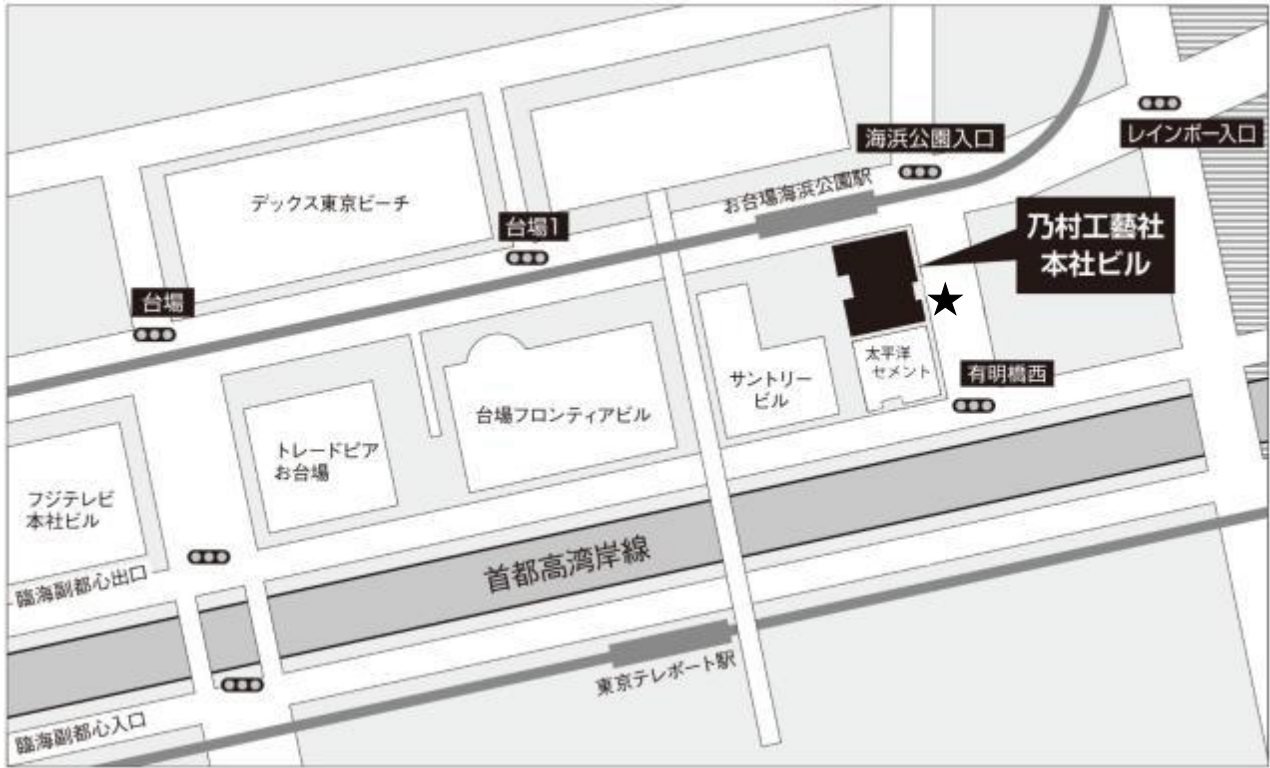 海浜公園入口
レインボー入口
お台場海浜公園駅
デックス東京ビーチ
台場1
乃村工藝社
本社ビル
台場
太平洋
セメント
有明橋西
サントリー
ビル
台場フロンティアビル
トレードピア
お台場
フジテレビ
本社ビル
臨海副都心出口
首都高湾岸線
東京テレポート駅
臨海副都心入口